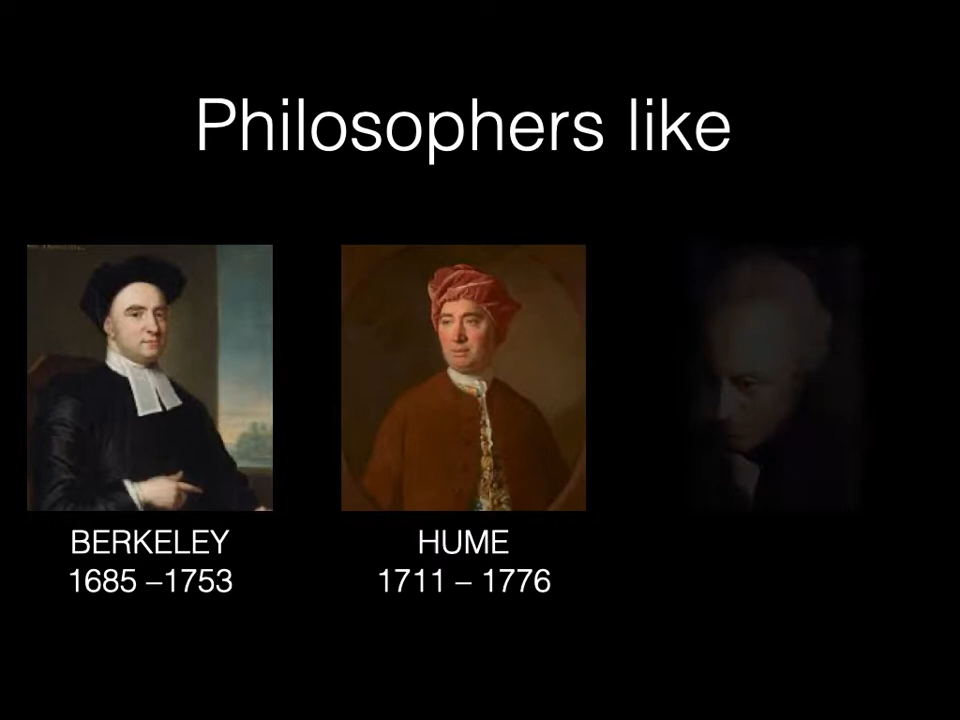 Philosophers like
BERKELEY
1685 –1753
HUME
1711 – 1776